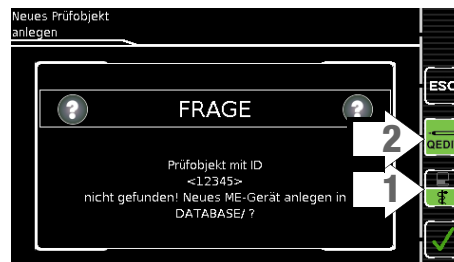 Neues Prüfobjekt
anlegen
ESC
FRAGE
2
QEDI
Prüfobjekt mit ID
<12345>
1
nicht gefunden! Neues ME-Gerät anlegen in
DATABASE/ ?